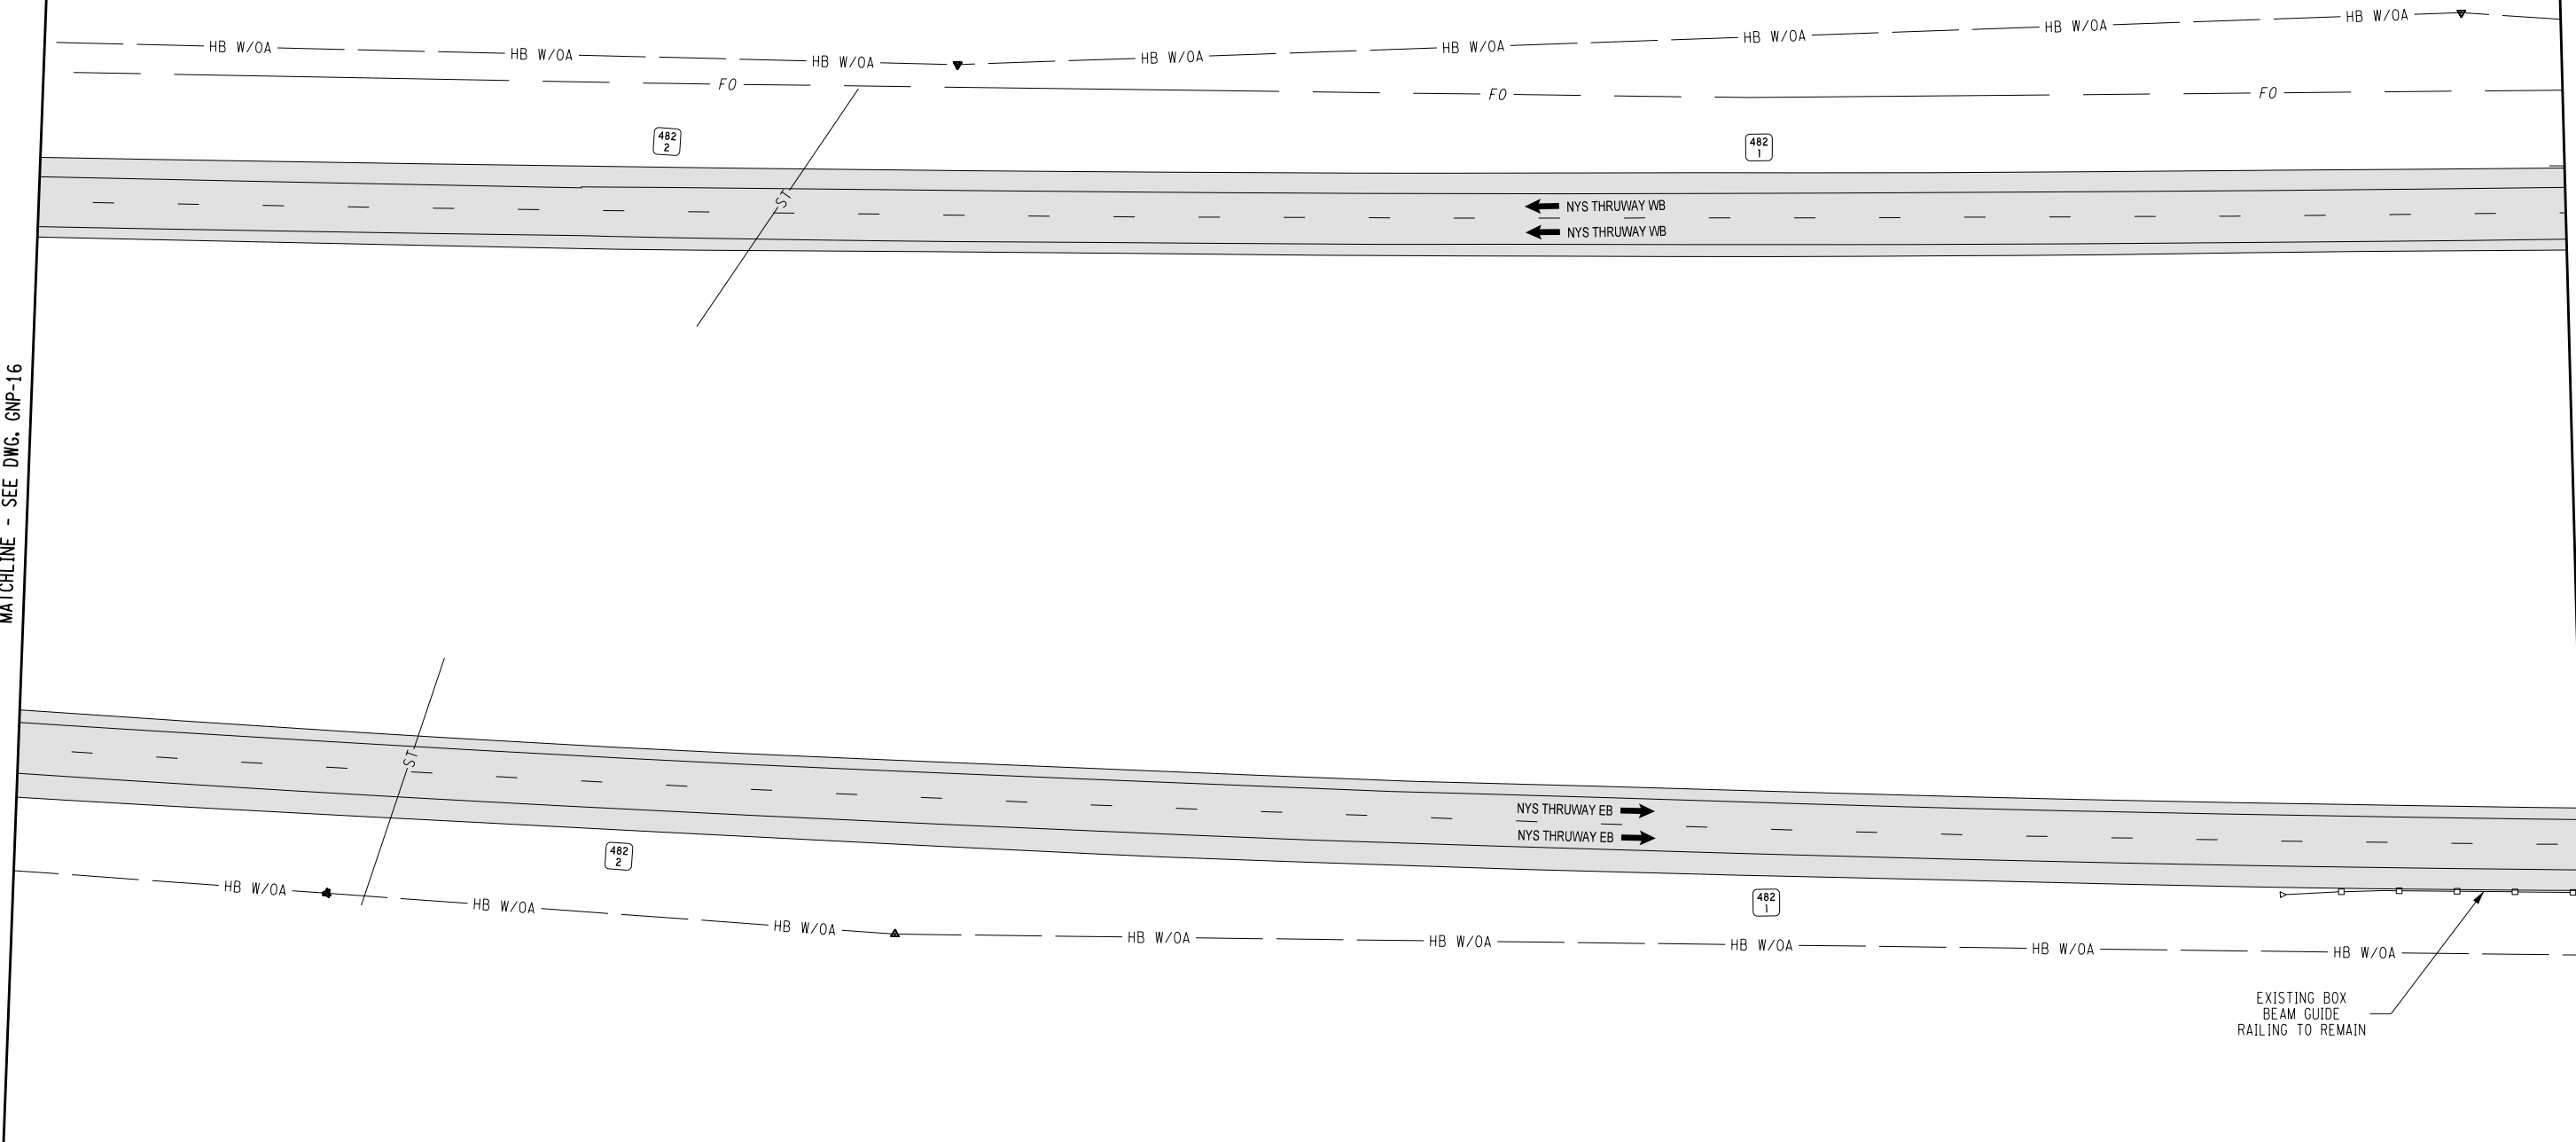 HB W/OA
HB W/OA
HB W/OA
HB W/OA
HB W/OA
HB W/OA
HB W/OA
HB W/OA
FO
FO
FO
482
2
482
1
ST
NYS THRUWAY WB
NYS THRUWAY WB
MATCHLINE - SEE DWG. GNP-16
ST
NYS THRUWAY EB
NYS THRUWAY EB
482
2
482
1
HB W/OA
HB W/OA
HB W/OA
HB W/OA
HB W/OA
HB W/OA
HB W/OA
HB W/OA
EXISTING BOX
BEAM GUIDE
RAILING TO REMAIN